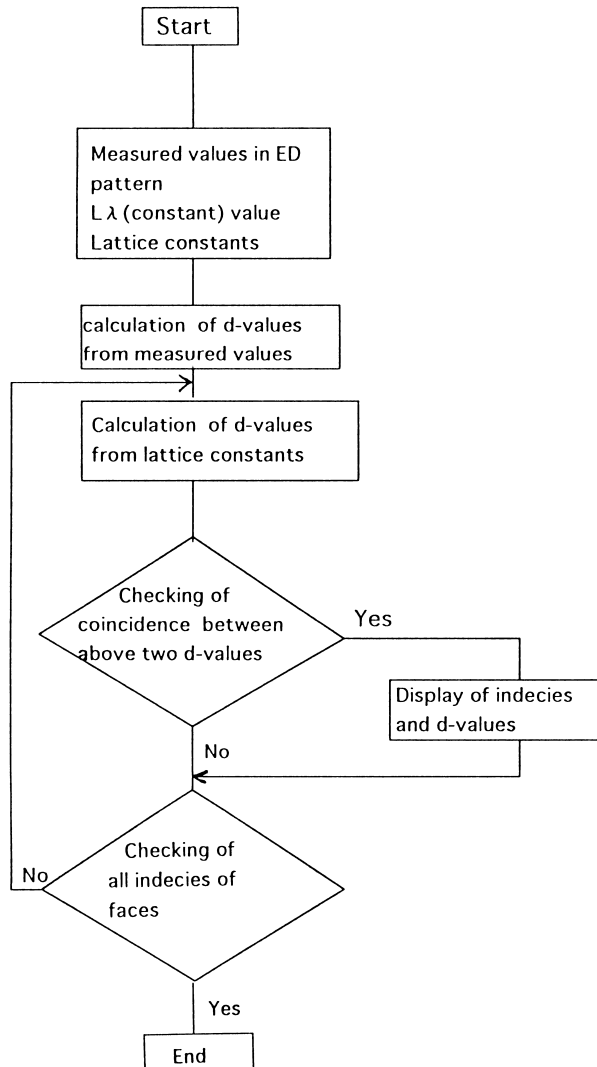 Start
Measured values in ED
pattern
L λ (constant) value
Lattice constants
calculation of d-values
from measured values
Calculation of d-values
from lattice constants
Checking of
coincidence between
above two d-values
Yes
Display of indecies
and d-values
No
Checking of
all indecies of
faces
No
Yes
End